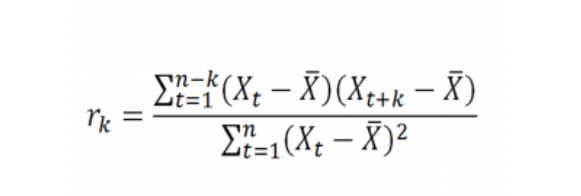 r_k = \frac{\sum_{t=1}^{n-k}(X_t - \bar{X})(X_{t+k} - \bar{X})}{\sum_{t=1}^{n}(X_t - \bar{X})^2}